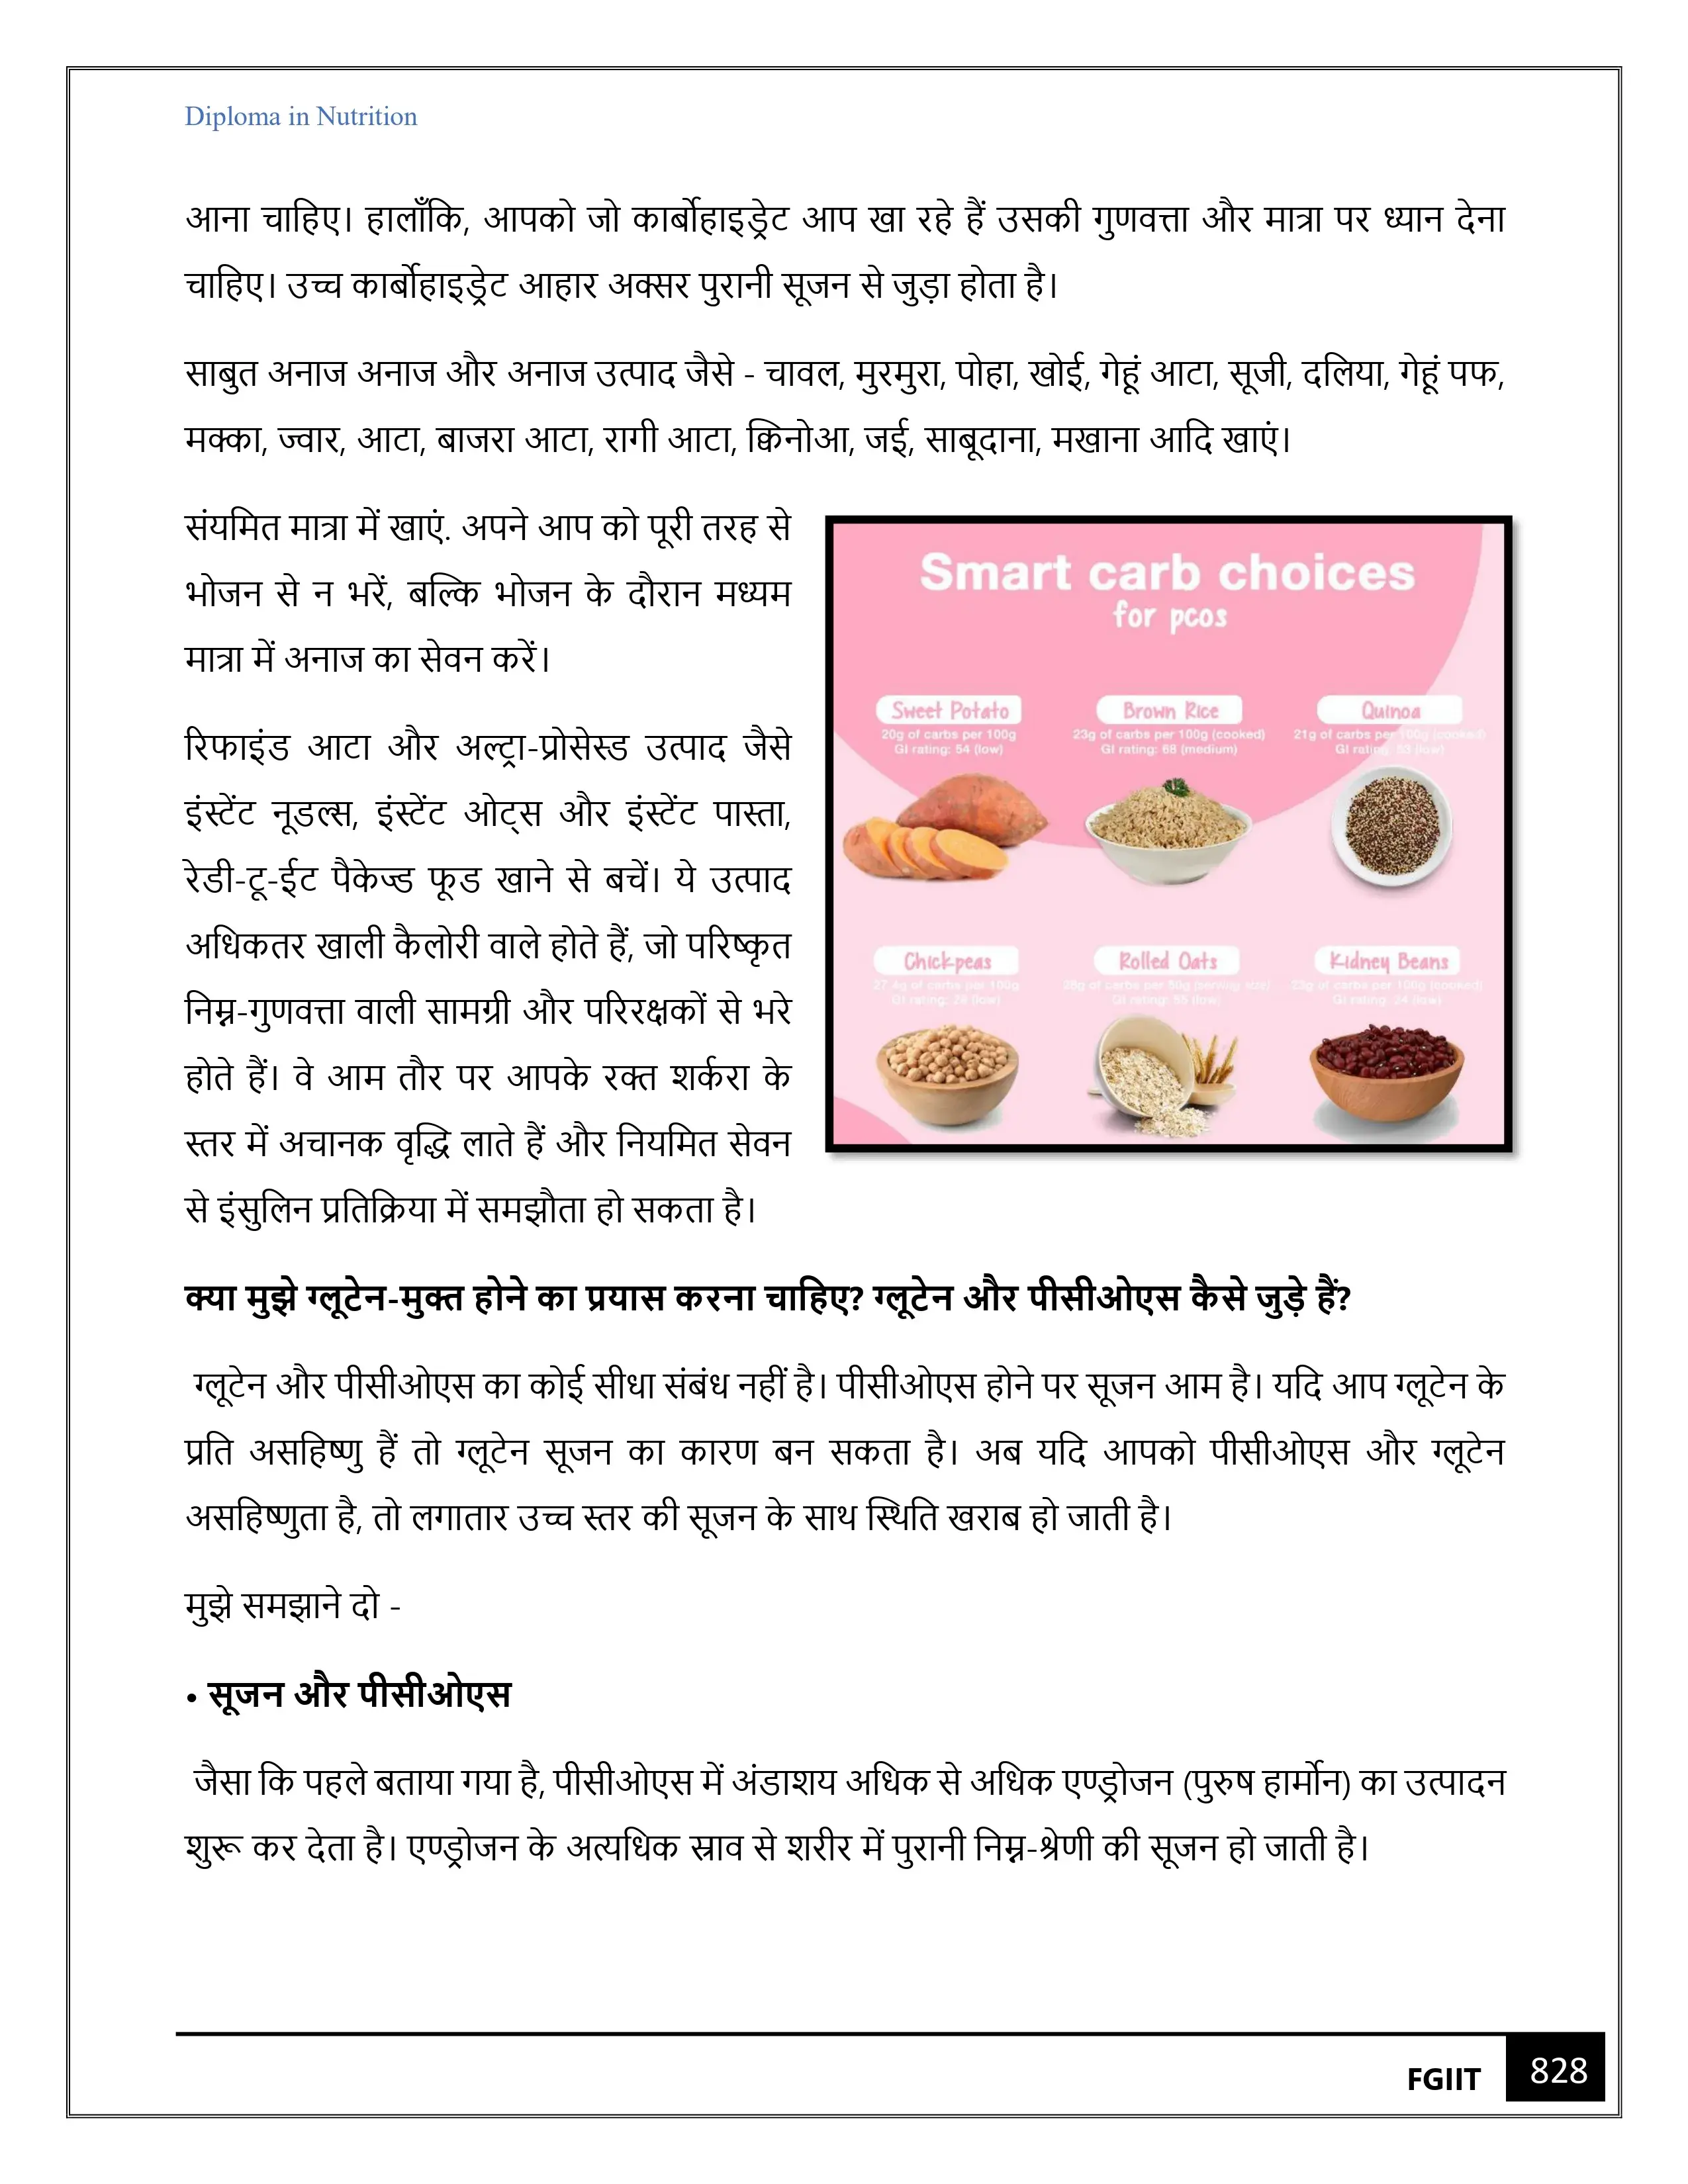 Diploma in Nutrition
आना चाहिए। हालाँकि, आपको जो कार्बोहाइड्रेट आप खा रहे हैं उसकी गुणवत्ता और मात्रा पर ध्यान देना
चाहिए। उच्च कार्बोहाइड्रेट आहार अक्सर पुरानी सूजन से जुड़ा होता है।
साबुत अनाज अनाज और अनाज उत्पाद जैसे - चावल, मुरमुरा, पोहा, खोई, गेहूं आटा, सूजी, दलिया, गेहूं पफ,
मक्का, ज्वार, आटा, बाजरा आटा, रागी आटा, क्विनोआ, जई, साबूदाना, मखाना आदि खाएं।
संयमित मात्रा में खाएं. अपने आप को पूरी तरह से
भोजन से न भरें, बल्कि भोजन के दौरान मध्यम
मात्रा में अनाज का सेवन करें।
रिफाइंड आटा और अल्ट्रा-प्रोसेस्ड उत्पाद जैसे
इंस्टेंट नूडल्स, इंस्टेंट ओट्स और इंस्टेंट पास्ता,
रेडी-टू-ईट पैकेज्ड फूड खाने से बचें। ये उत्पाद
अधिकतर खाली कैलोरी वाले होते हैं, जो परिष्कृत
निम्न-गुणवत्ता वाली सामग्री और परिरक्षकों से भरे
होते हैं। वे आम तौर पर आपके रक्त शर्करा के
स्तर में अचानक वृद्धि लाते हैं और नियमित सेवन
से इंसुलिन प्रतिक्रिया में समझौता हो सकता है।
Smart carb choices
for pcos
Sweet Potato
20g of carbs per 100g
GI rating: 54 (low)
Brown Rice
23g of carbs per 100g (cooked)
GI rating: 68 (medium)
Quinoa
21g of carbs per 100g (cooked)
GI rating: 53 (low)
Chickpeas
27.4g of carbs per 100g
GI rating: (low)
Rolled Oats
of carbs per (serving size)
GI rating: 55 (low)
Kidney Beans
of carbs per 100g (cooked)
GI rating: 24 (low)
क्या मुझे ग्लूटेन-मुक्त होने का प्रयास करना चाहिए? ग्लूटेन और पीसीओएस कैसे जुड़े हैं?
ग्लूटेन और पीसीओएस का कोई सीधा संबंध नहीं है। पीसीओएस होने पर सूजन आम है। यदि आप ग्लूटेन के
प्रति असहिष्णु हैं तो ग्लूटेन सूजन का कारण बन सकता है। अब यदि आपको पीसीओएस और ग्लूटेन
असहिष्णुता है, तो लगातार उच्च स्तर की सूजन के साथ स्थिति खराब हो जाती है।
मुझे समझाने दो -
• सूजन और पीसीओएस
जैसा कि पहले बताया गया है, पीसीओएस में अंडाशय अधिक से अधिक एण्ड्रोजन (पुरुष हार्मोन) का उत्पादन
शुरू कर देता है। एण्ड्रोजन के अत्यधिक स्राव से शरीर में पुरानी निम्न-श्रेणी की सूजन हो जाती है।
FGIIT
828